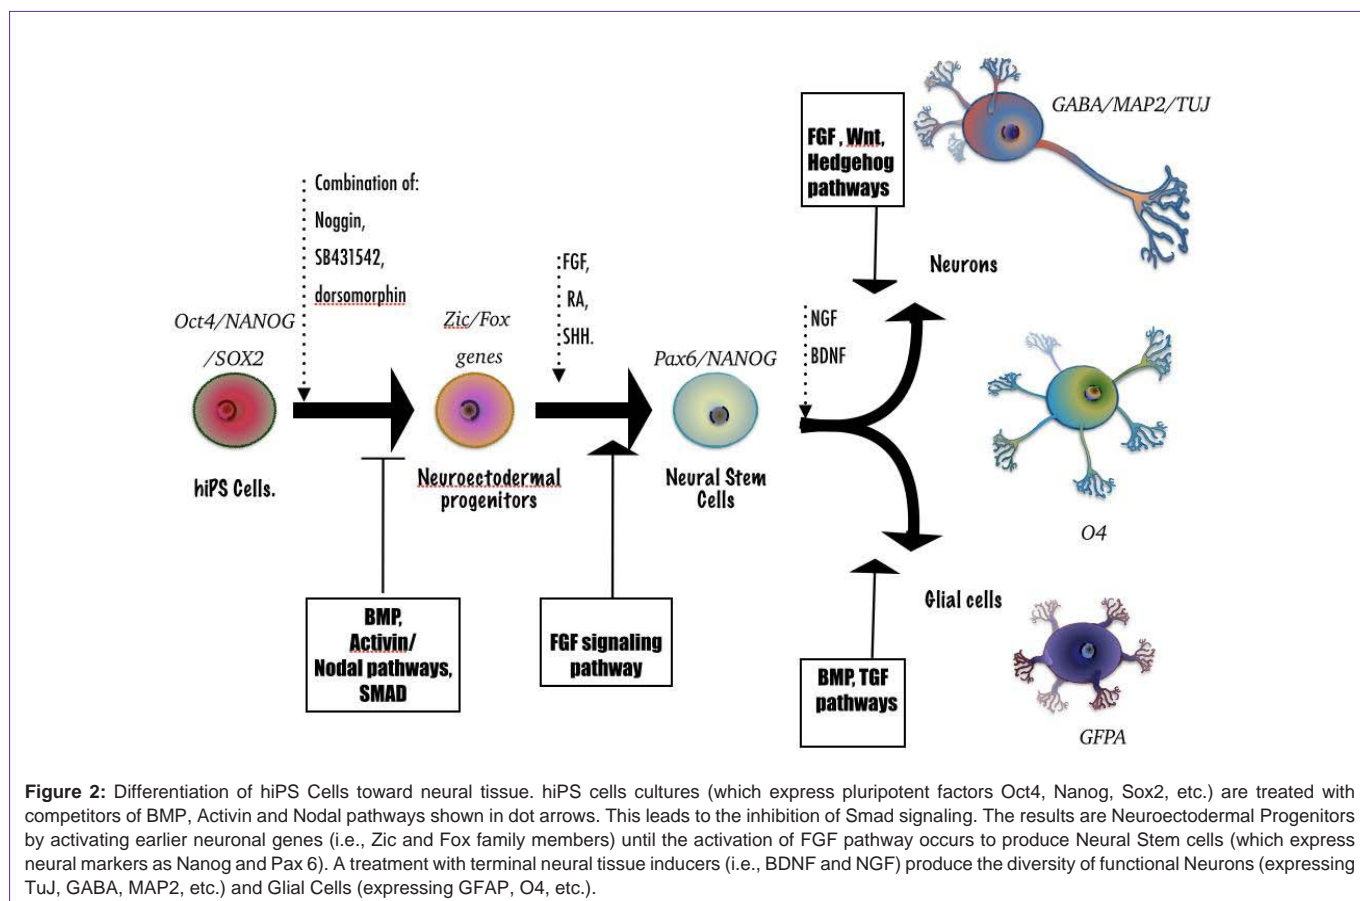 GABA/MAP2/TUJ
FGF , Wnt,
Hedgehog
pathways
Combination of:
Noggin,
SB431542,
dorsomorphin
FGF,
RA,
SHH.
Neurons
NGF
BDNF
Oct4/NANOG
/SOX2
Zic/Fox
genes
Pax6/NANOG
hiPS Cells.
Neuroectodermal
progenitors
Neural Stem
Cells
O4
Glial cells
BMP,
Activin/
Nodal pathways,
SMAD
FGF signaling
pathway
BMP, TGF
pathways
GFPA
Figure 2: Differentiation of hiPS Cells toward neural tissue. hiPS cells cultures (which express pluripotent factors Oct4, Nanog, Sox2, etc.) are treated with
competitors of BMP, Activin and Nodal pathways shown in dot arrows. This leads to the inhibition of Smad signaling. The results are Neuroectodermal Progenitors
by activating earlier neuronal genes (i.e., Zic and Fox family members) until the activation of FGF pathway occurs to produce Neural Stem cells (which express
neural markers as Nanog and Pax 6). A treatment with terminal neural tissue inducers (i.e., BDNF and NGF) produce the diversity of functional Neurons (expressing
TuJ, GABA, MAP2, etc.) and Glial Cells (expressing GFAP, O4, etc.).